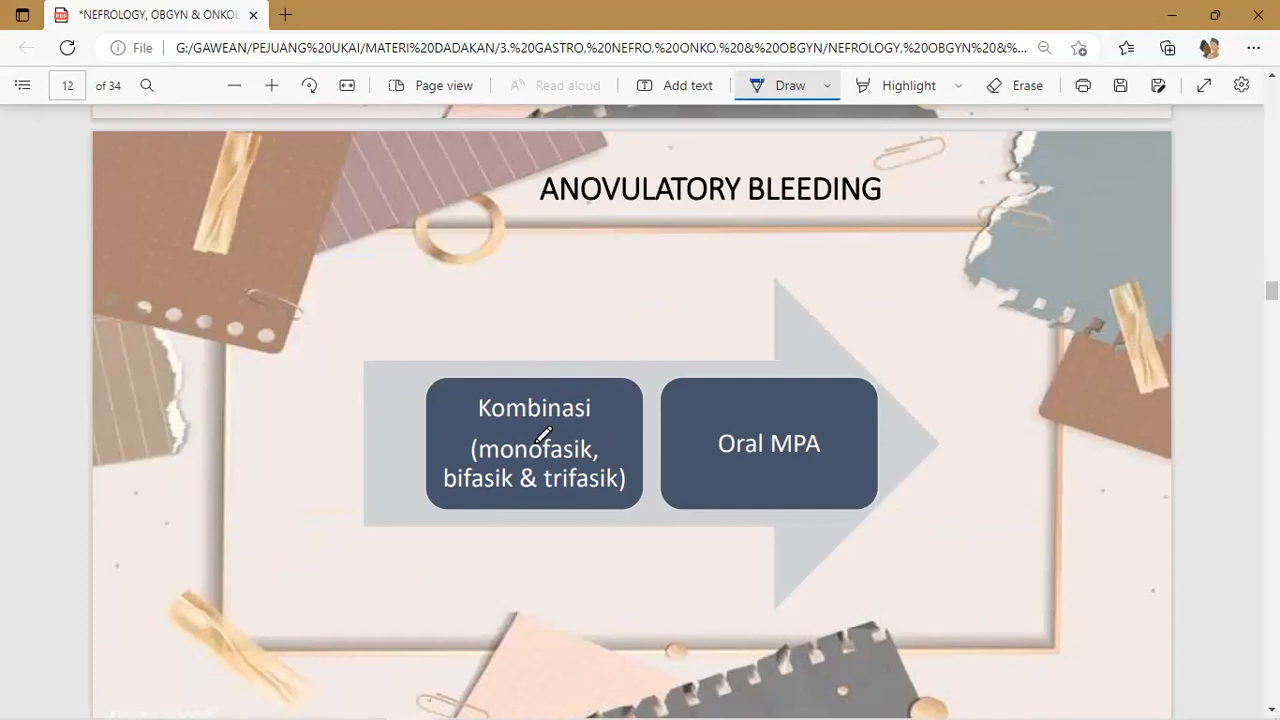 *NEFROLOGY, OBGYN & ONKOL
File
G:/GAWEAN/PEJUANG%20UKAI/MATERI%20DADAKAN/3.%20GASTRO,%20NEFRO,%20ONKO,%20&%20OBGYN/NEFROLOGY,%20OBGYN%20&%...
12 of 34
Page view
Read aloud
Add text
Draw
Highlight
Erase
ANOVULATORY BLEEDING
Kombinasi
(monofasik,
bifasik & trifasik)
Oral MPA